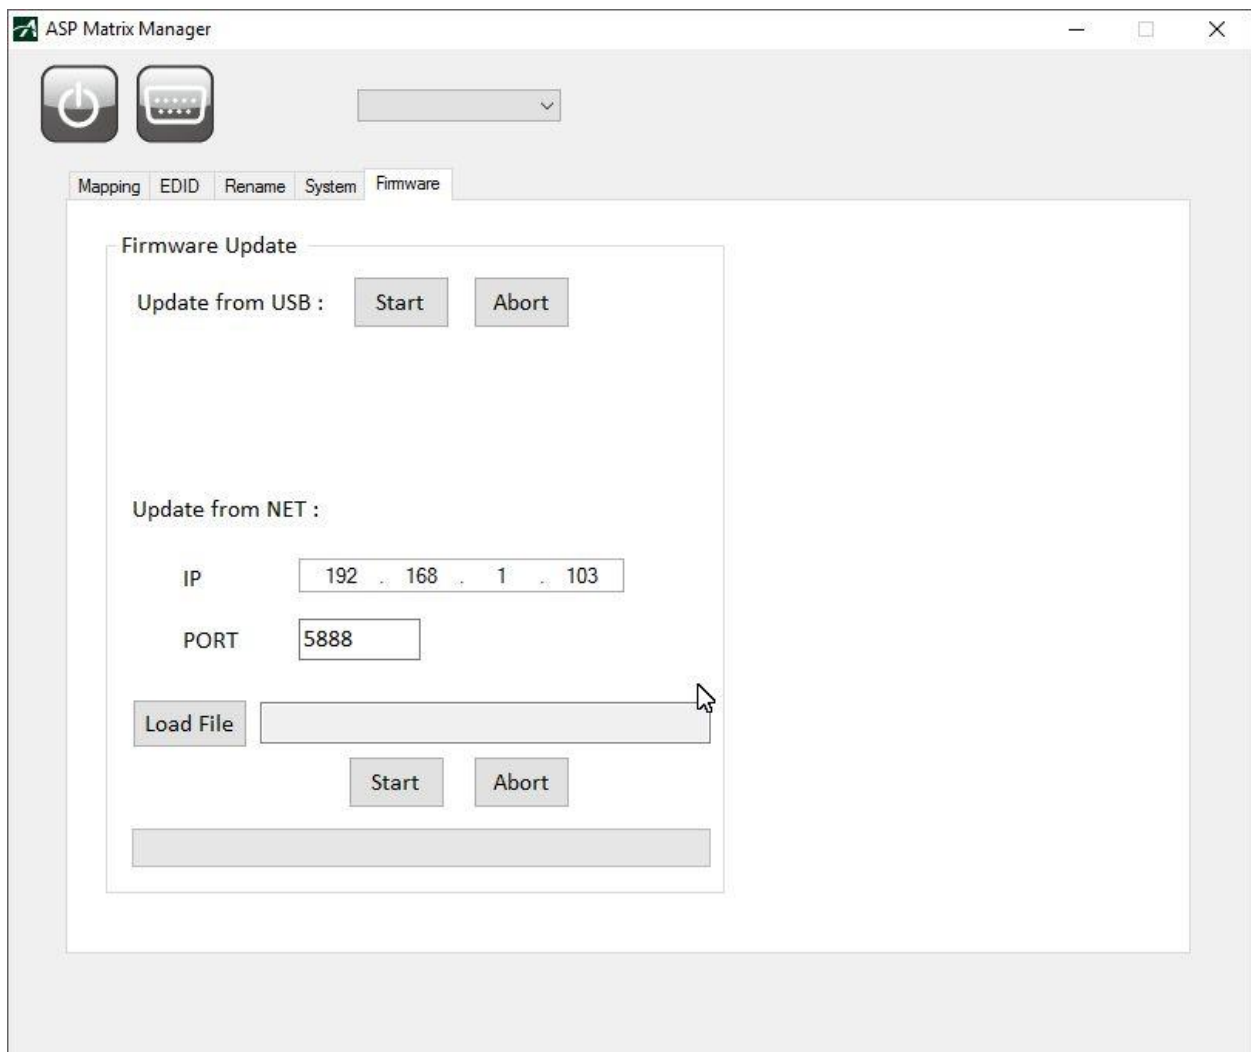 ASP Matrix Manager
Mapping EDID Rename System Firmware
Firmware Update
Update from USB : Start Abort
Update from NET :
IP 192 . 168 . 1 . 103
PORT 5888
Load File
Start Abort